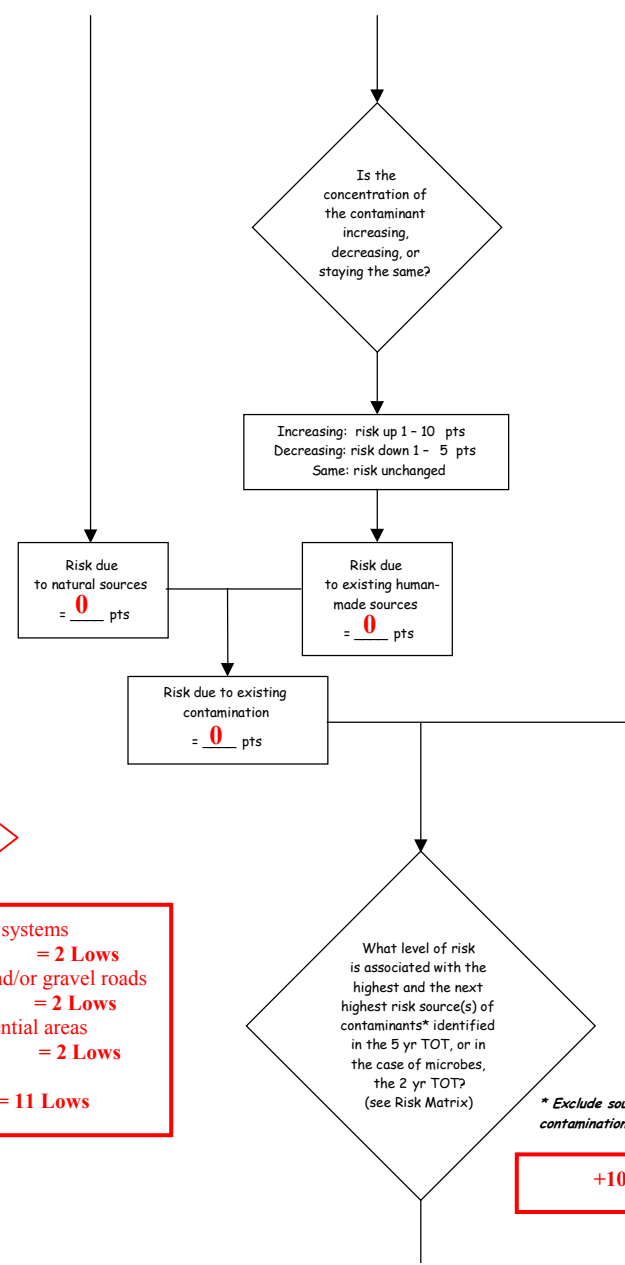 Is the
concentration of
the contaminant
increasing,
decreasing, or
staying the same?
Increasing: risk up 1 – 10 pts
Decreasing: risk down 1 – 5 pts
Same: risk unchanged
Risk due
to natural sources
= 0 pts
Risk due
to existing human-
made sources
= 0 pts
Risk due to existing
contamination
= 0 pts
systems
= 2 Lows
nd/or gravel roads
= 2 Lows
ential areas
= 2 Lows
= 11 Lows
What level of risk
is associated with the
highest and the next
highest risk source(s) of
contaminants* identified
in the 5 yr TOT, or in
the case of microbes,
the 2 yr TOT?
(see Risk Matrix)
* Exclude sou
contamination
+10